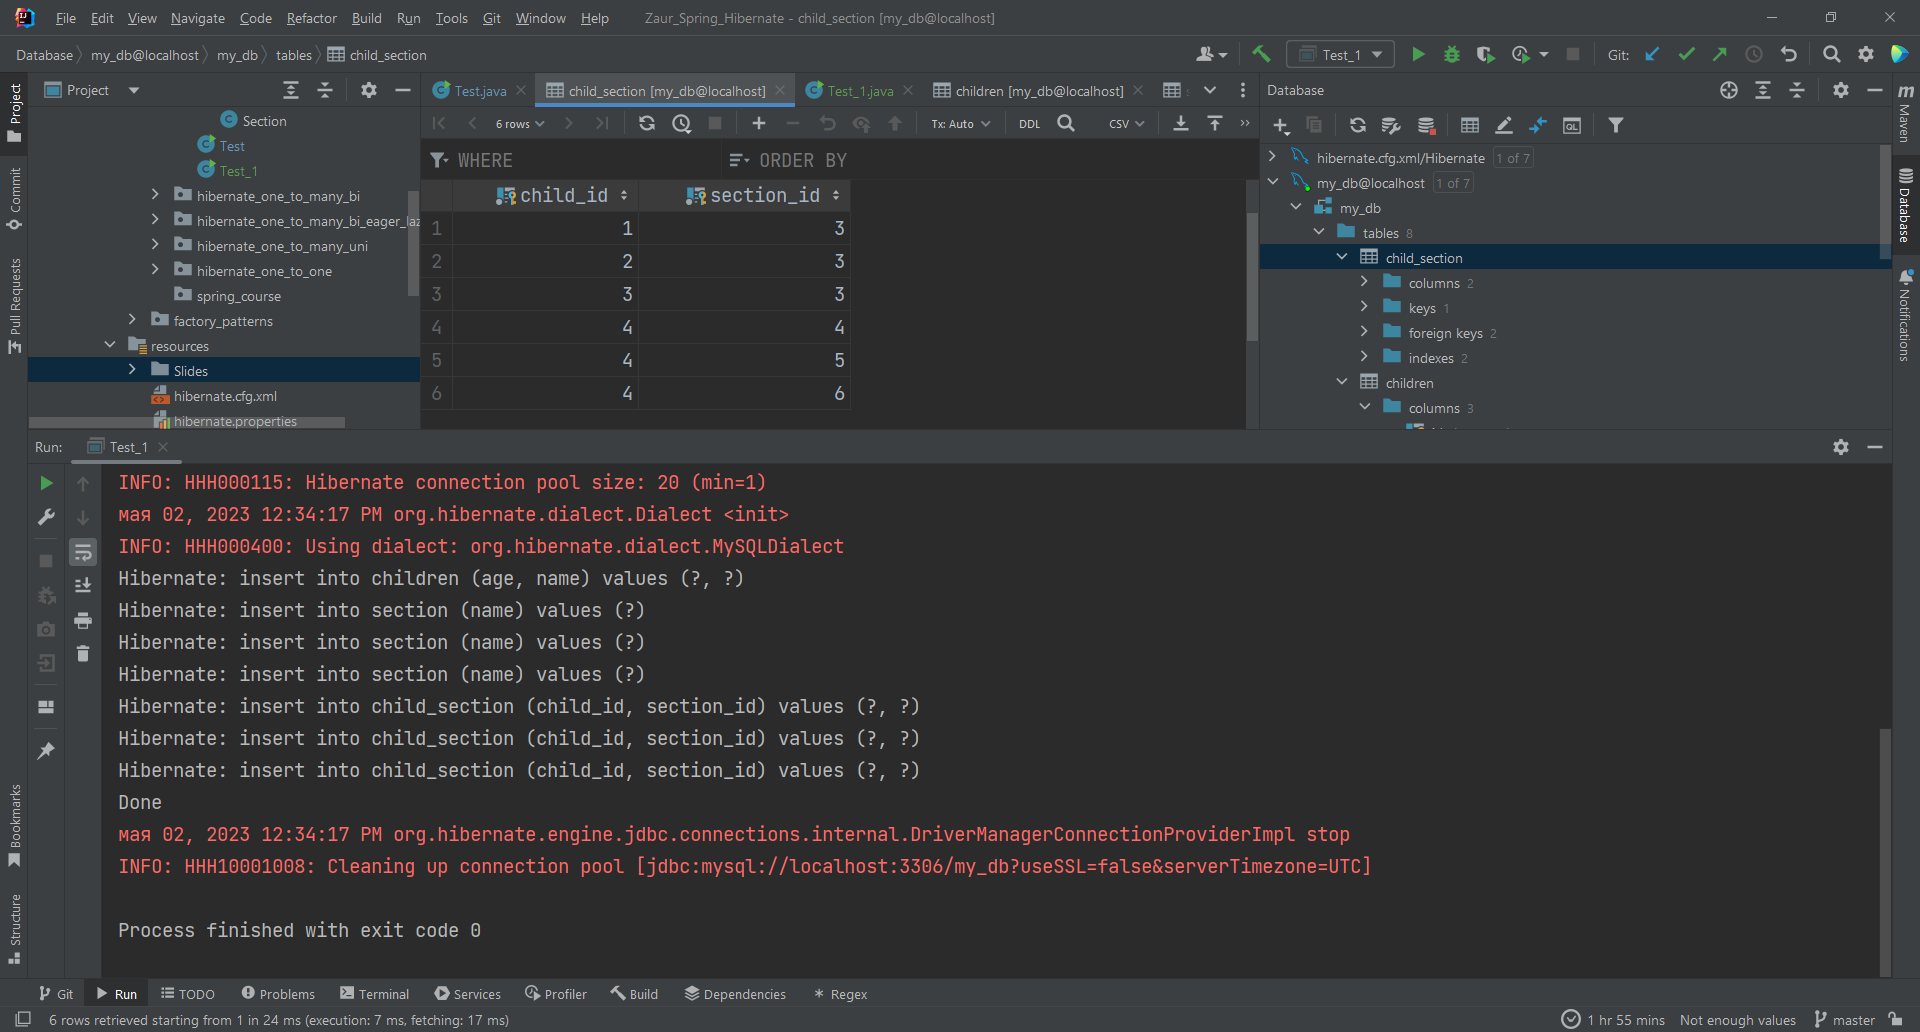 File Edit View Navigate Code Refactor Build Run Tools Git Window Help Zaur_Spring_Hibernate - child_section [my_db@localhost]
Database my_db@localhost my_db tables child_section Test_1 Git:
Project Test.java child_section [my_db@localhost] Test_1.java children [my_db@localhost] Database
6 rows Tx: Auto DDL CSV
WHERE ORDER BY
child_id section_id
1 1 3
2 2 3
3 3 3
4 4 4
5 4 5
6 4 6
Section
Test
Test_1
hibernate_one_to_many_bi
hibernate_one_to_many_bi_eager_laz
hibernate_one_to_many_uni
hibernate_one_to_one
spring_course
factory_patterns
resources
Slides
hibernate.cfg.xml
hibernate.properties
hibernate.cfg.xml/Hibernate 1 of 7
my_db@localhost 1 of 7
my_db
tables 8
child_section
columns 2
keys 1
foreign keys 2
indexes 2
children
columns 3
Project
Commit
Pull Requests
Bookmarks
Structure
m
Maven
Database
Notifications
Run: Test_1
INFO: HHH000115: Hibernate connection pool size: 20 (min=1)
мая 02, 2023 12:34:17 PM org.hibernate.dialect.Dialect <init>
INFO: HHH000400: Using dialect: org.hibernate.dialect.MySQLDialect
Hibernate: insert into children (age, name) values (?, ?)
Hibernate: insert into section (name) values (?)
Hibernate: insert into section (name) values (?)
Hibernate: insert into section (name) values (?)
Hibernate: insert into child_section (child_id, section_id) values (?, ?)
Hibernate: insert into child_section (child_id, section_id) values (?, ?)
Hibernate: insert into child_section (child_id, section_id) values (?, ?)
Done
мая 02, 2023 12:34:17 PM org.hibernate.engine.jdbc.connections.internal.DriverManagerConnectionProviderImpl stop
INFO: HHH10001008: Cleaning up connection pool [jdbc:mysql://localhost:3306/my_db?useSSL=false&serverTimezone=UTC]
Process finished with exit code 0
Git Run TODO Problems Terminal Services Profiler Build Dependencies Regex
6 rows retrieved starting from 1 in 24 ms (execution: 7 ms, fetching: 17 ms) 1 hr 55 mins Not enough values master